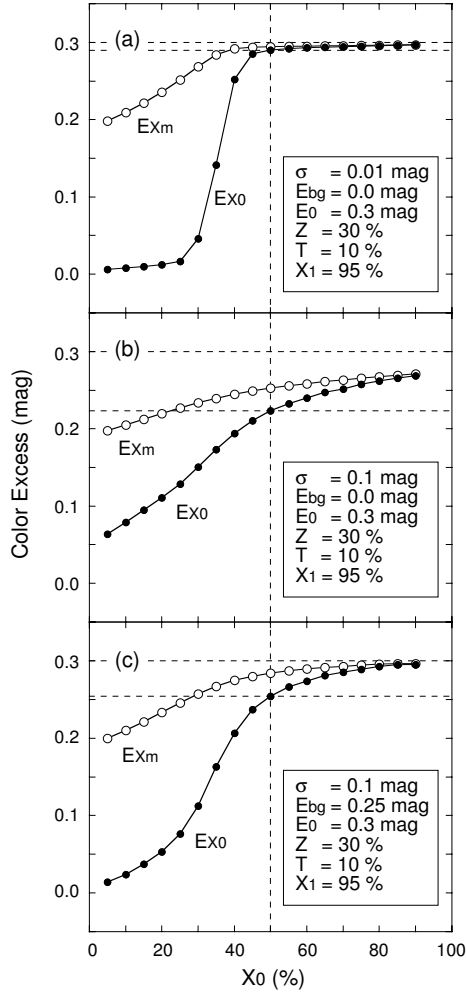 (a)
0.3
0.2
0.1
0.0
EXm
EX0
σ = 0.01 mag
Ebg = 0.0 mag
E0 = 0.3 mag
Z = 30 %
T = 10 %
X1 = 95 %
(b)
0.3
0.2
0.1
0.0
EXm
EX0
σ = 0.1 mag
Ebg = 0.0 mag
E0 = 0.3 mag
Z = 30 %
T = 10 %
X1 = 95 %
Color Excess (mag)
(c)
0.3
0.2
0.1
0.0
EXm
EX0
σ = 0.1 mag
Ebg = 0.25 mag
E0 = 0.3 mag
Z = 30 %
T = 10 %
X1 = 95 %
0 20 40 60 80 100
X0 (%)